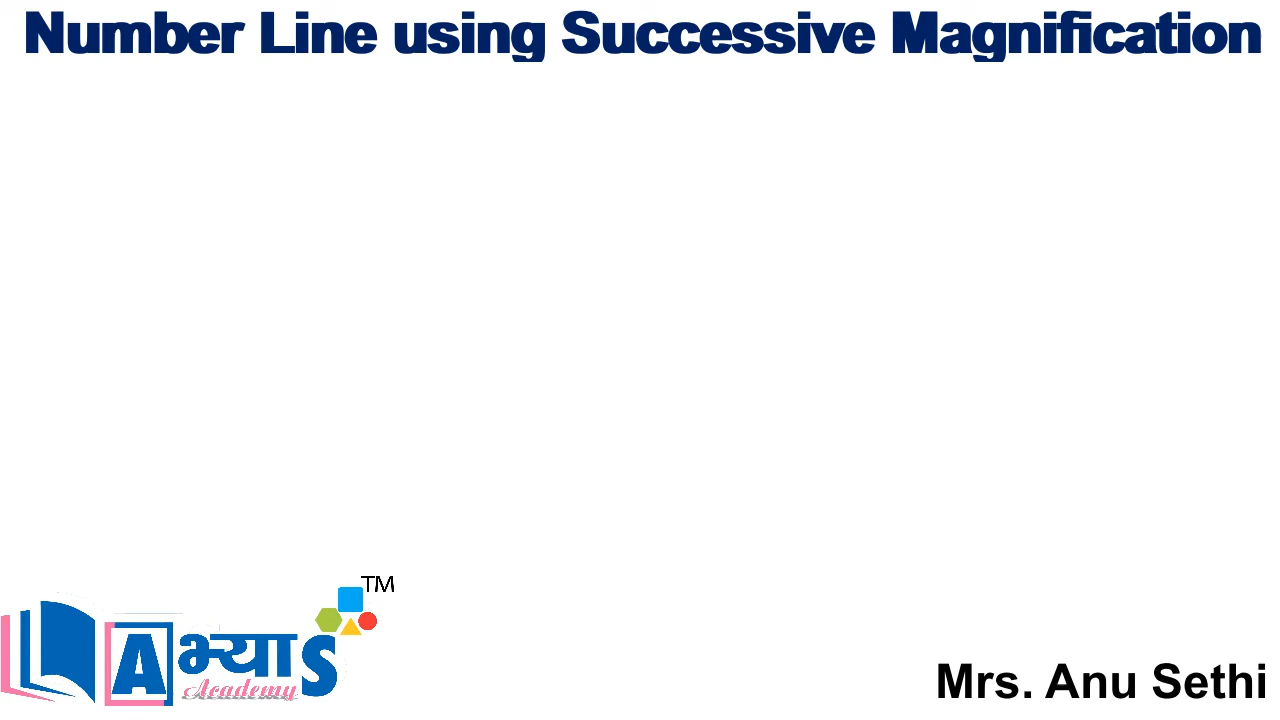 Number Line using Successive Magnification
TM
Aभ्याS
Academy
Mrs. Anu Sethi